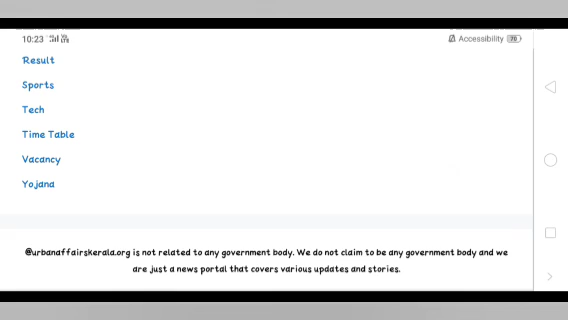 10:23
Accessibility 70
Result
Sports
Tech
Time Table
Vacancy
Yojana
@urbanaffairskerala.org is not related to any government body. We do not claim to be any government body and we
are just a news portal that covers various updates and stories.